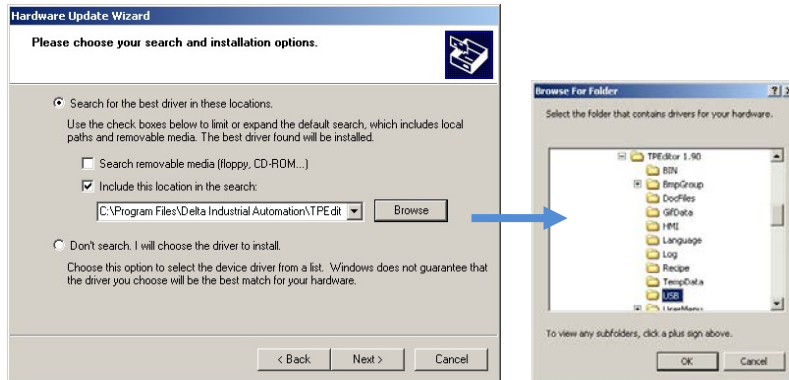 Hardware Update Wizard
Please choose your search and installation options.
Search for the best driver in these locations.
Use the check boxes below to limit or expand the default search, which includes local
paths and removable media. The best driver found will be installed.
Search removable media (floppy, CD-ROM...)
Include this location in the search:
C:\Program Files\Delta Industrial Automation\TPEdit
Browse
Don't search. I will choose the driver to install.
Choose this option to select the device driver from a list. Windows does not guarantee that
the driver you choose will be the best match for your hardware.
< Back
Next >
Cancel
Browse For Folder
Select the folder that contains drivers for your hardware.
TPEditor 1.90
BIN
BmpGroup
DocFiles
GifData
HMI
Language
Log
Recipe
TempData
USB
UserMenu
To view any subfolders, click a plus sign above.
OK
Cancel